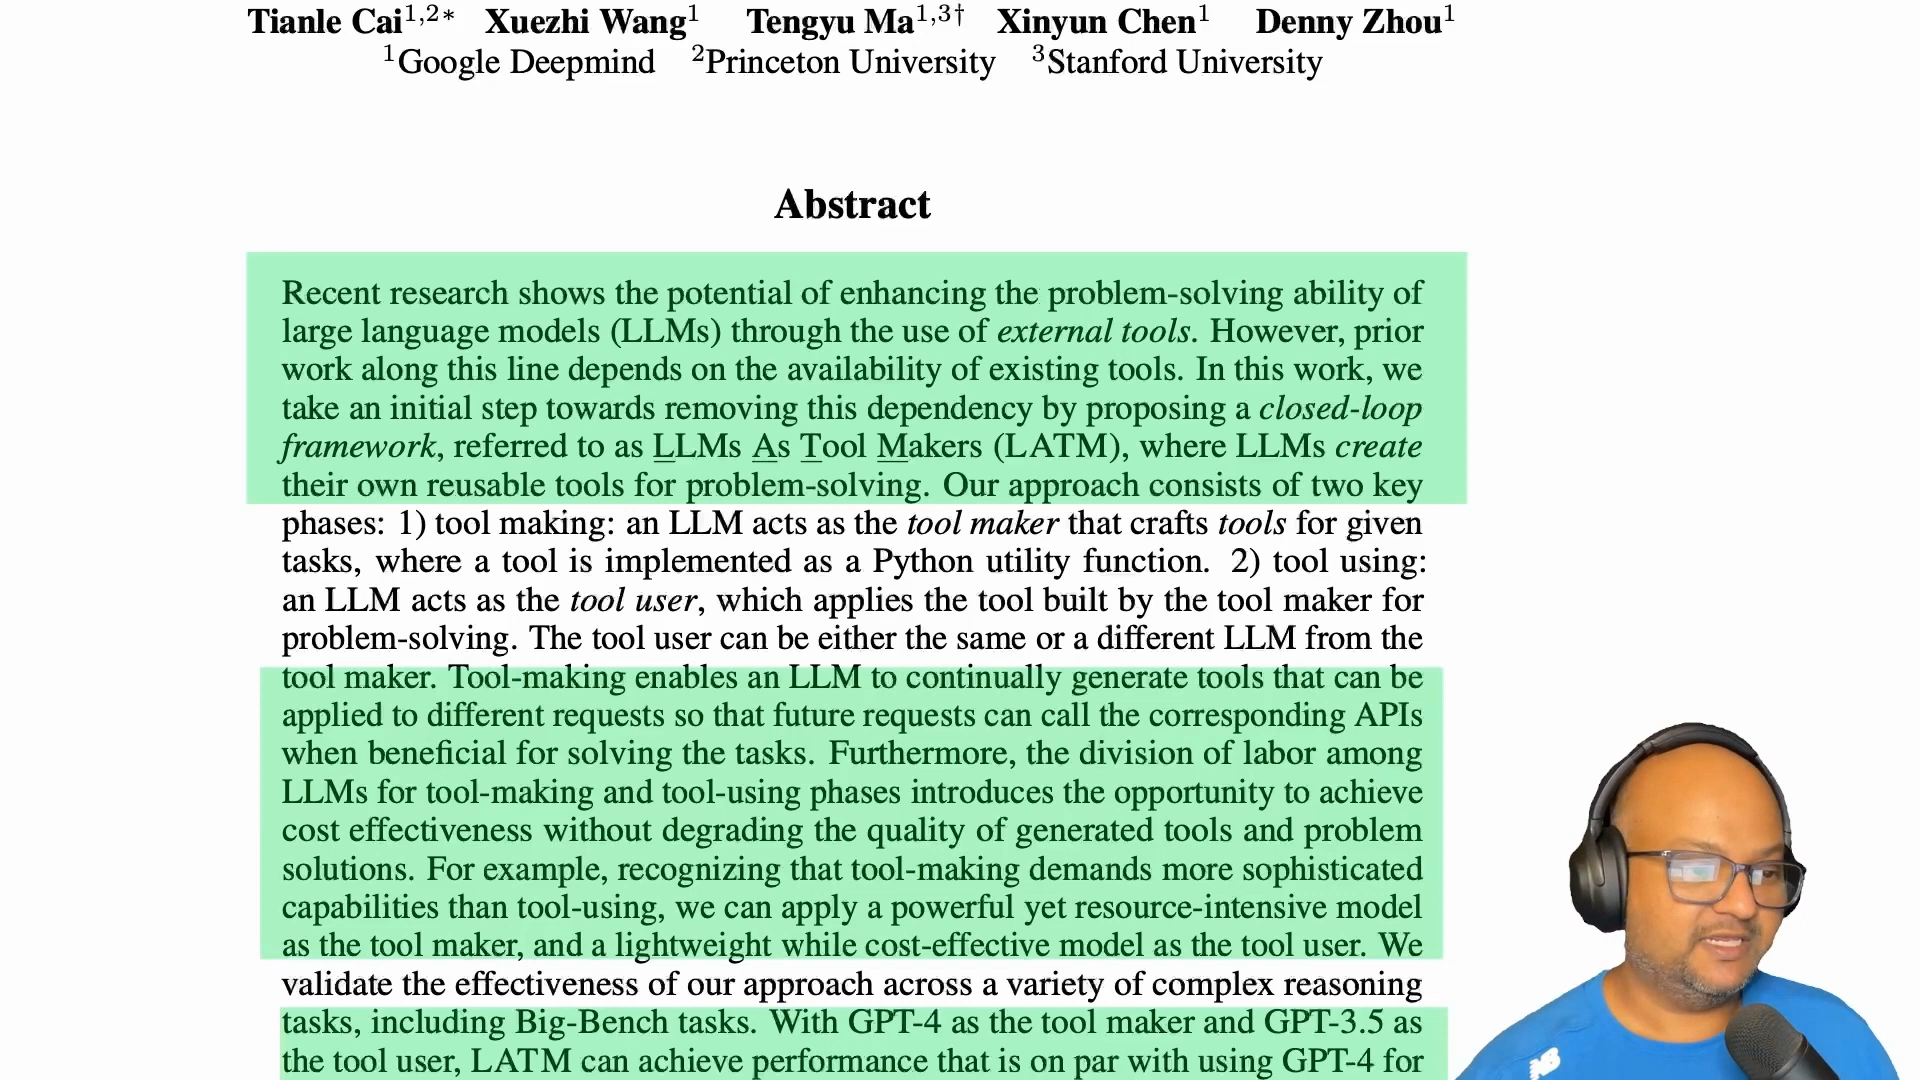 Tianle Cai1,2* Xuezhi Wang1 Tengyu Ma1,3† Xinyun Chen1 Denny Zhou1
1Google Deepmind 2Princeton University 3Stanford University
Abstract
Recent research shows the potential of enhancing the problem-solving ability of
large language models (LLMs) through the use of external tools. However, prior
work along this line depends on the availability of existing tools. In this work, we
take an initial step towards removing this dependency by proposing a closed-loop
framework, referred to as LLMs As Tool Makers (LATM), where LLMs create
their own reusable tools for problem-solving. Our approach consists of two key
phases: 1) tool making: an LLM acts as the tool maker that crafts tools for given
tasks, where a tool is implemented as a Python utility function. 2) tool using:
an LLM acts as the tool user, which applies the tool built by the tool maker for
problem-solving. The tool user can be either the same or a different LLM from the
tool maker. Tool-making enables an LLM to continually generate tools that can be
applied to different requests so that future requests can call the corresponding APIs
when beneficial for solving the tasks. Furthermore, the division of labor among
LLMs for tool-making and tool-using phases introduces the opportunity to achieve
cost effectiveness without degrading the quality of generated tools and problem
solutions. For example, recognizing that tool-making demands more sophisticated
capabilities than tool-using, we can apply a powerful yet resource-intensive model
as the tool maker, and a lightweight while cost-effective model as the tool user. We
validate the effectiveness of our approach across a variety of complex reasoning
tasks, including Big-Bench tasks. With GPT-4 as the tool maker and GPT-3.5 as
the tool user, LATM can achieve performance that is on par with using GPT-4 for
NB